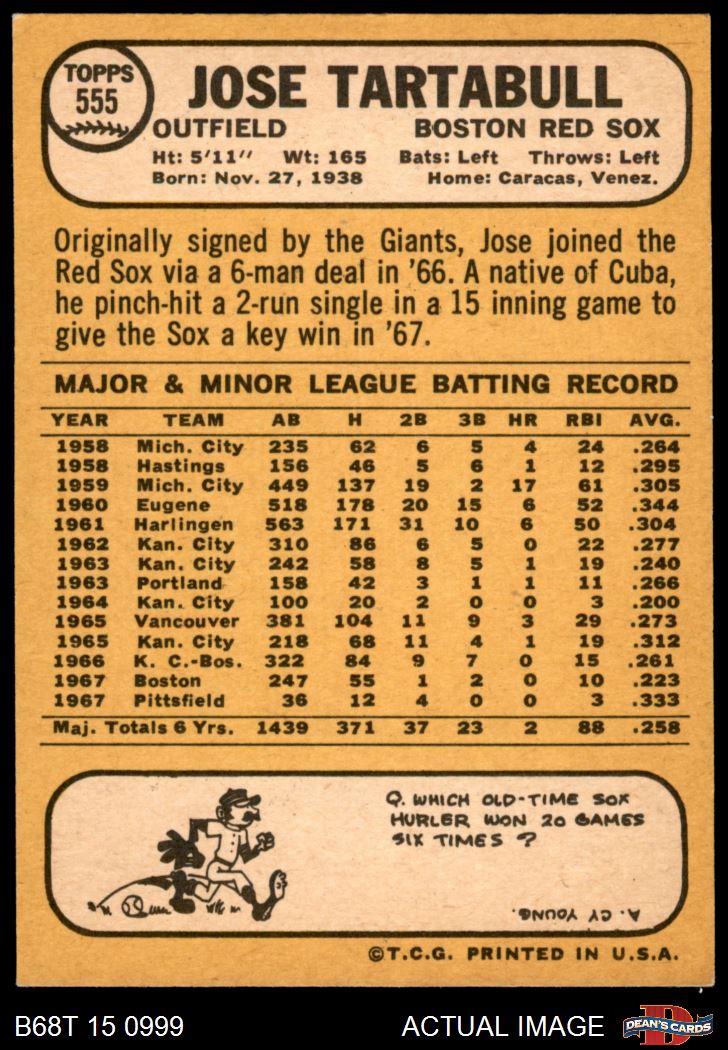 TOPPS
555
JOSE TARTABULL
OUTFIELD BOSTON RED SOX
Ht: 5'11" Wt: 165 Bats: Left Throws: Left
Born: Nov. 27, 1938 Home: Caracas, Venez.
Originally signed by the Giants, Jose joined the
Red Sox via a 6-man deal in '66. A native of Cuba,
he pinch-hit a 2-run single in a 15 inning game to
give the Sox a key win in '67.
MAJOR & MINOR LEAGUE BATTING RECORD
YEAR TEAM AB H 2B 3B HR RBI AVG.
1958 Mich. City 235 62 6 5 4 24 .264
1958 Hastings 156 46 5 6 1 12 .295
1959 Mich. City 449 137 19 2 17 61 .305
1960 Eugene 518 178 20 15 6 52 .344
1961 Harlingen 563 171 31 10 6 50 .304
1962 Kan. City 310 86 6 5 0 22 .277
1963 Kan. City 242 58 8 5 1 19 .240
1963 Portland 158 42 3 1 1 11 .266
1964 Kan. City 100 20 2 0 0 3 .200
1965 Vancouver 381 104 11 9 3 29 .273
1965 Kan. City 218 68 11 4 1 19 .312
1966 K. C.-Bos. 322 84 9 7 0 15 .261
1967 Boston 247 55 1 2 0 10 .223
1967 Pittsfield 36 12 4 0 0 3 .333
Maj. Totals 6 Yrs. 1439 371 37 23 2 88 .258
Q. WHICH OLD-TIME SOX
HURLER WON 20 GAMES
SIX TIMES ?
A. CY YOUNG.
©T.C.G. PRINTED IN U.S.A.
B68T 15 0999 ACTUAL IMAGE
D
DEAN'S CARDS